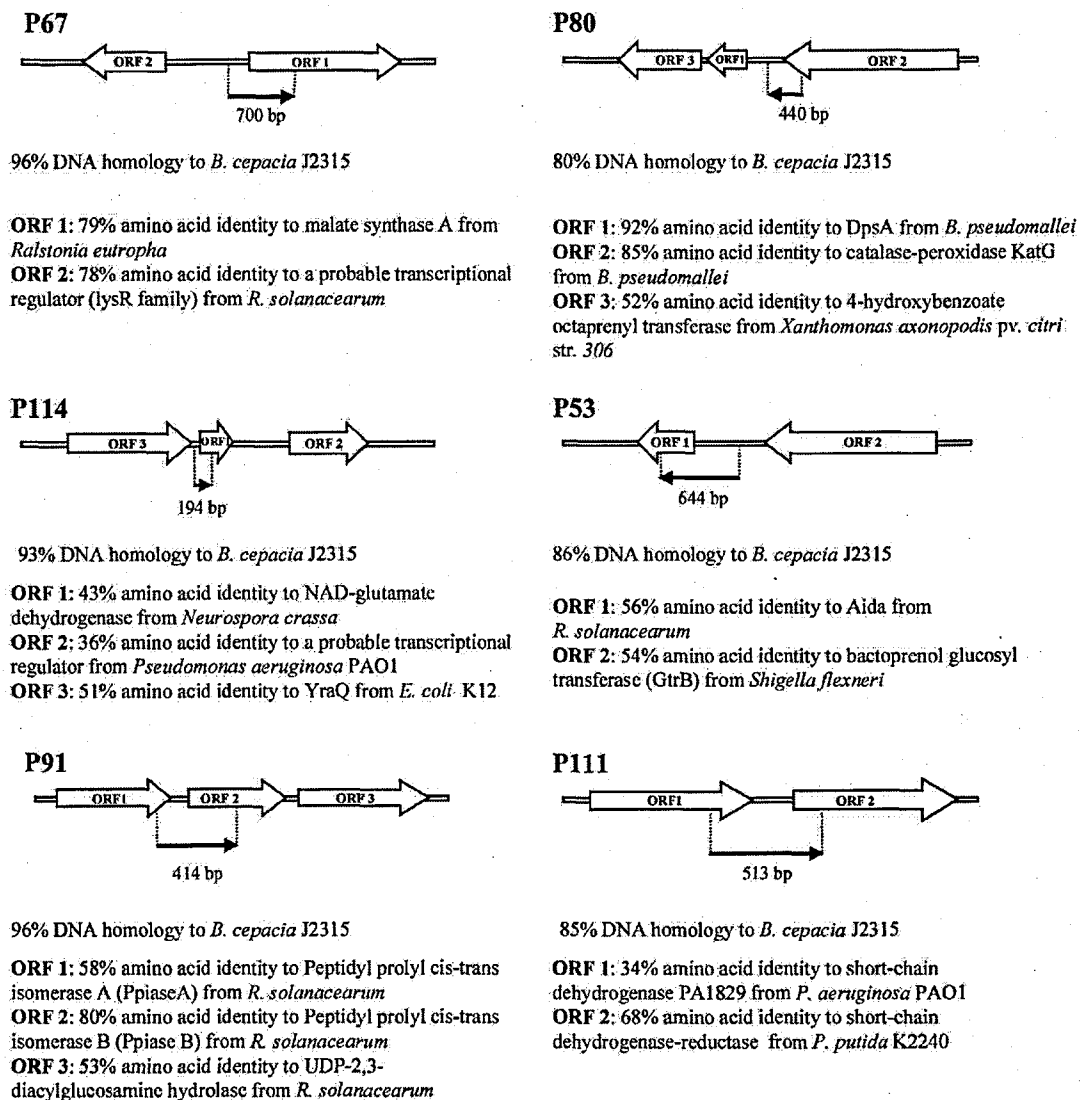 P67
ORF 2
ORF 1
700 bp
96% DNA homology to B. cepacia J2315
ORF 1: 79% amino acid identity to malate synthase A from
Ralstonia eutropha
ORF 2: 78% amino acid identity to a probable transcriptional
regulator (lysR family) from R. solanacearum
P80
ORF 3
ORF1
ORF 2
440 bp
80% DNA homology to B. cepacia J2315
ORF 1: 92% amino acid identity to DpsA from B. pseudomallei
ORF 2: 85% amino acid identity to catalase-peroxidase KatG
from B. pseudomallei
ORF 3: 52% amino acid identity to 4-hydroxybenzoate
octaprenyl transferase from Xanthomonas axonopodis pv. citri
str. 306
P114
ORF 3
ORF1
ORF 2
194 bp
93% DNA homology to B. cepacia J2315
ORF 1: 43% amino acid identity to NAD-glutamate
dehydrogenase from Neurospora crassa
ORF 2: 36% amino acid identity to a probable transcriptional
regulator from Pseudomonas aeruginosa PAO1
ORF 3: 51% amino acid identity to YraQ from E. coli K12
P53
ORF 1
ORF 2
644 bp
86% DNA homology to B. cepacia J2315
ORF 1: 56% amino acid identity to Aida from
R. solanacearum
ORF 2: 54% amino acid identity to bactoprenol glucosyl
transferase (GtrB) from Shigella flexneri
P91
ORF1
ORF 2
ORF 3
414 bp
96% DNA homology to B. cepacia J2315
ORF 1: 58% amino acid identity to Peptidyl prolyl cis-trans
isomerase A (PpiaseA) from R. solanacearum
ORF 2: 80% amino acid identity to Peptidyl prolyl cis-trans
isomerase B (Ppiase B) from R. solanacearum
ORF 3: 53% amino acid identity to UDP-2,3-
diacylglucosamine hydrolase from R. solanacearum
P111
ORF1
ORF 2
513 bp
85% DNA homology to B. cepacia J2315
ORF 1: 34% amino acid identity to short-chain
dehydrogenase PA1829 from P. aeruginosa PAO1
ORF 2: 68% amino acid identity to short-chain
dehydrogenase-reductase from P. putida K2240